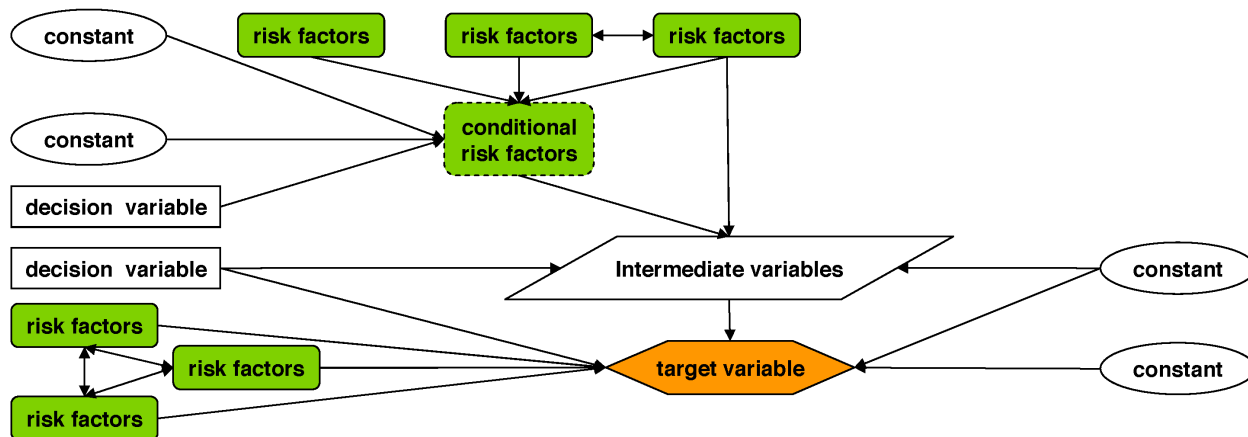 constant
risk factors
risk factors
risk factors
constant
conditional
risk factors
decision variable
decision variable
Intermediate variables
constant
risk factors
risk factors
risk factors
target variable
constant